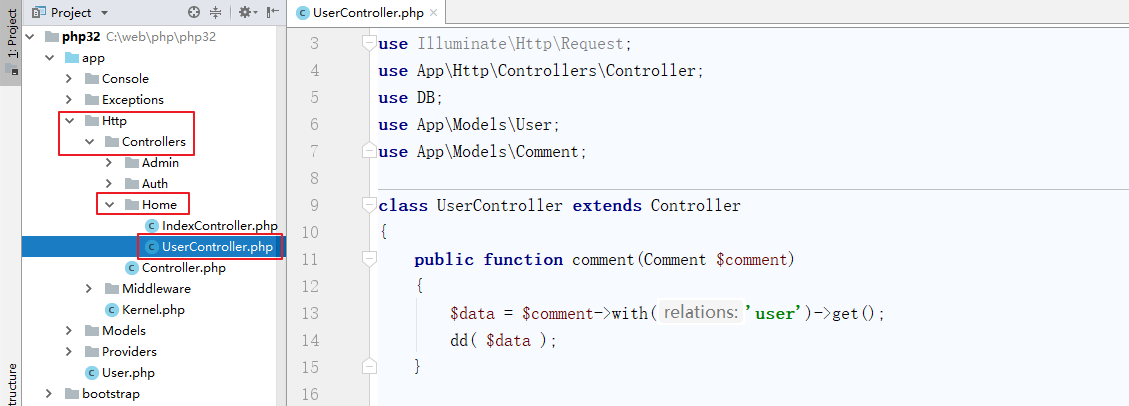 1: Project
Project
php32 C:\web\php\php32
app
Console
Exceptions
Http
Controllers
Admin
Auth
Home
IndexController.php
UserController.php
Controller.php
Middleware
Kernel.php
Models
Providers
User.php
bootstrap
ructure
UserController.php
3 use Illuminate\Http\Request;
4 use App\Http\Controllers\Controller;
5 use DB;
6 use App\Models\User;
7 use App\Models\Comment;
8
9 class UserController extends Controller
10 {
11 public function comment(Comment $comment)
12 {
13 $data = $comment->with( relations: 'user')->get();
14 dd( $data );
15 }
16